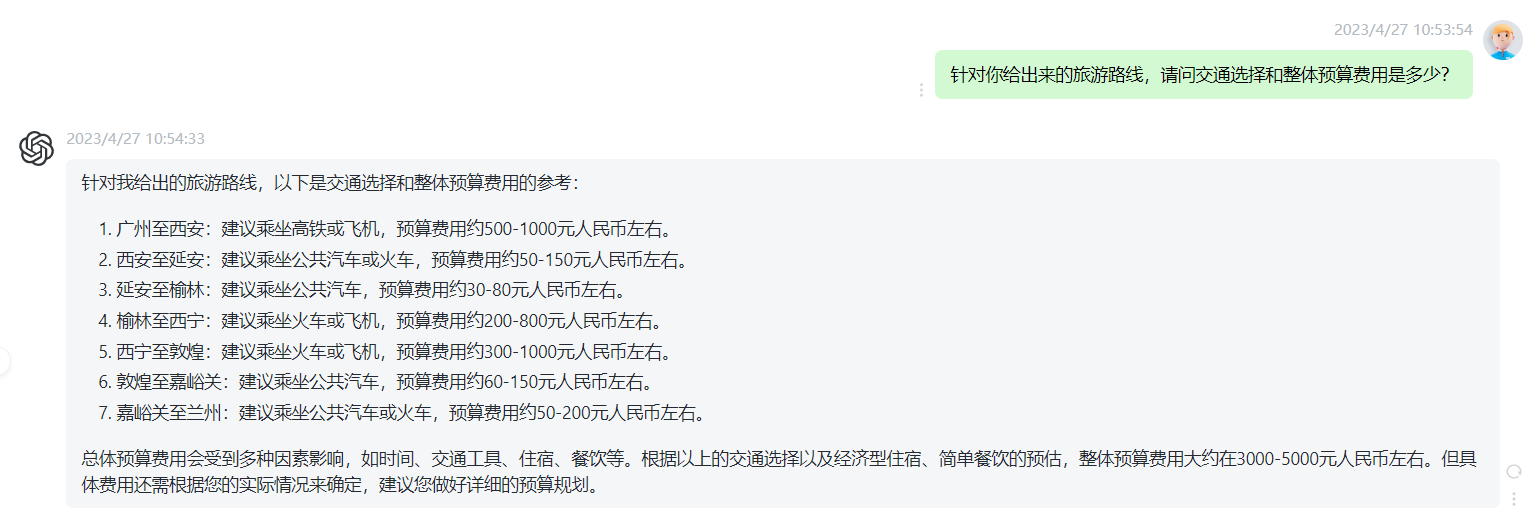 2023/4/27 10:53:54
针对你给出来的旅游路线，请问交通选择和整体预算费用是多少？
2023/4/27 10:54:33
针对我给出的旅游路线，以下是交通选择和整体预算费用的参考：
1. 广州至西安：建议乘坐高铁或飞机，预算费用约500-1000元人民币左右。
2. 西安至延安：建议乘坐公共汽车或火车，预算费用约50-150元人民币左右。
3. 延安至榆林：建议乘坐公共汽车，预算费用约30-80元人民币左右。
4. 榆林至西宁：建议乘坐火车或飞机，预算费用约200-800元人民币左右。
5. 西宁至敦煌：建议乘坐火车或飞机，预算费用约300-1000元人民币左右。
6. 敦煌至嘉峪关：建议乘坐公共汽车，预算费用约60-150元人民币左右。
7. 嘉峪关至兰州：建议乘坐公共汽车或火车，预算费用约50-200元人民币左右。
总体预算费用会受到多种因素影响，如时间、交通工具、住宿、餐饮等。根据以上的交通选择以及经济型住宿、简单餐饮的预估，整体预算费用大约在3000-5000元人民币左右。但具
体费用还需根据您的实际情况来确定，建议您做好详细的预算规划。